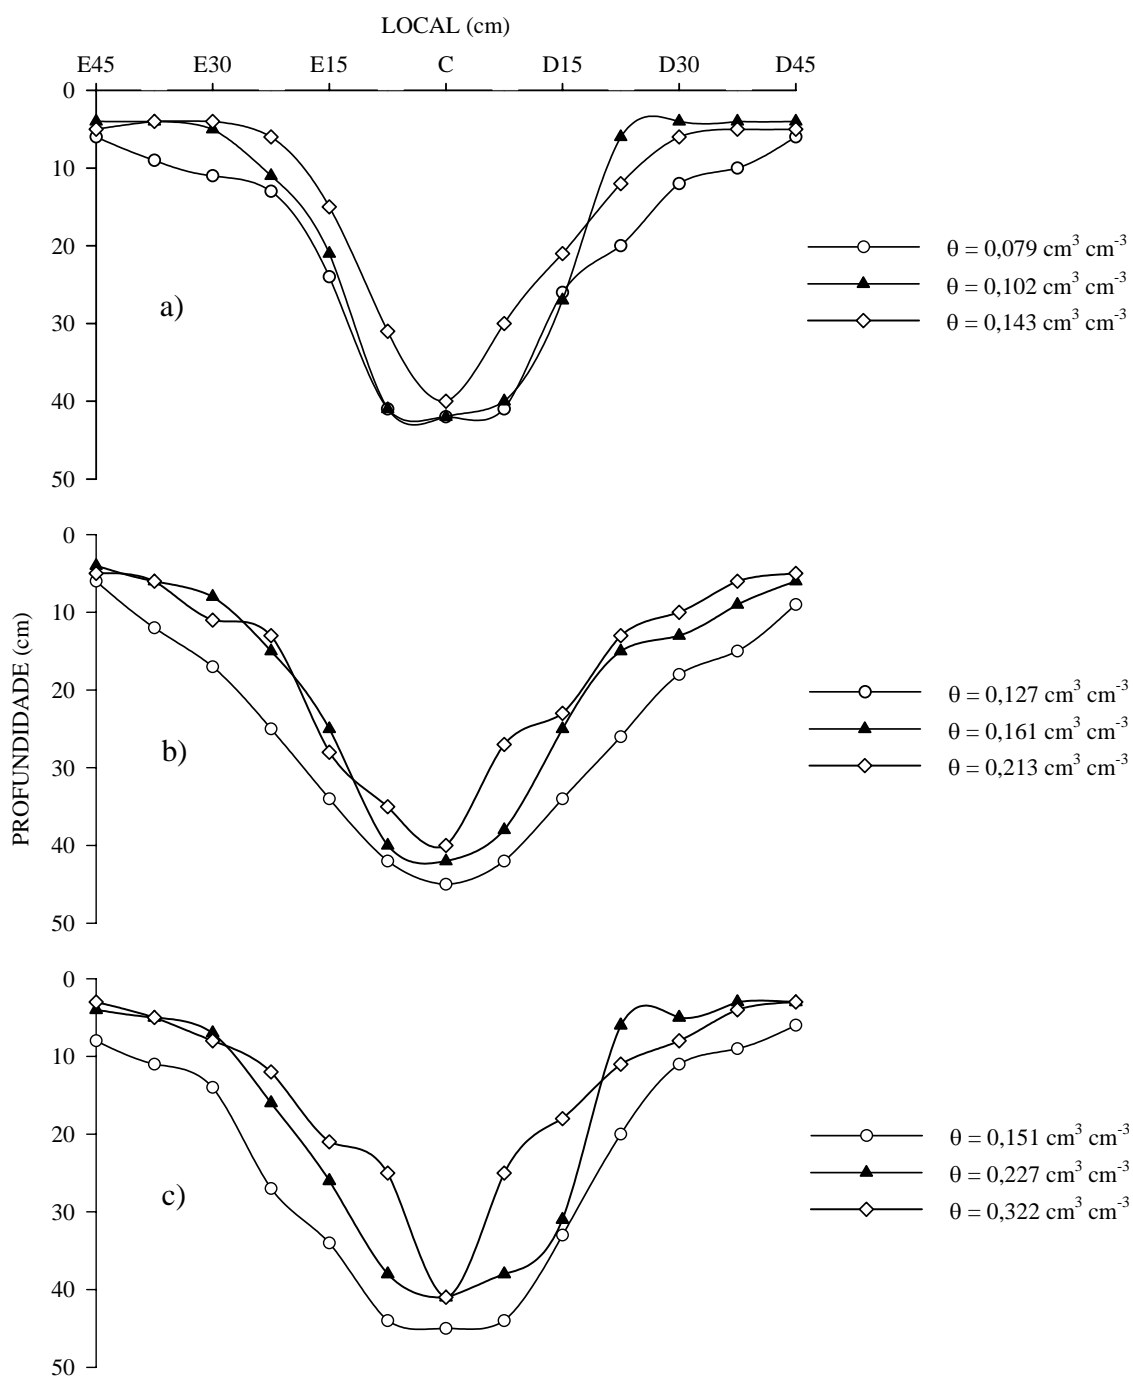 LOCAL (cm)
E45 E30 E15 C D15 D30 D45
0
10
20
30
40
50
a)
θ = 0,079 cm³ cm⁻³
θ = 0,102 cm³ cm⁻³
θ = 0,143 cm³ cm⁻³
PROFUNDIDADE (cm)
0
10
20
30
40
50
b)
θ = 0,127 cm³ cm⁻³
θ = 0,161 cm³ cm⁻³
θ = 0,213 cm³ cm⁻³
0
10
20
30
40
50
c)
θ = 0,151 cm³ cm⁻³
θ = 0,227 cm³ cm⁻³
θ = 0,322 cm³ cm⁻³